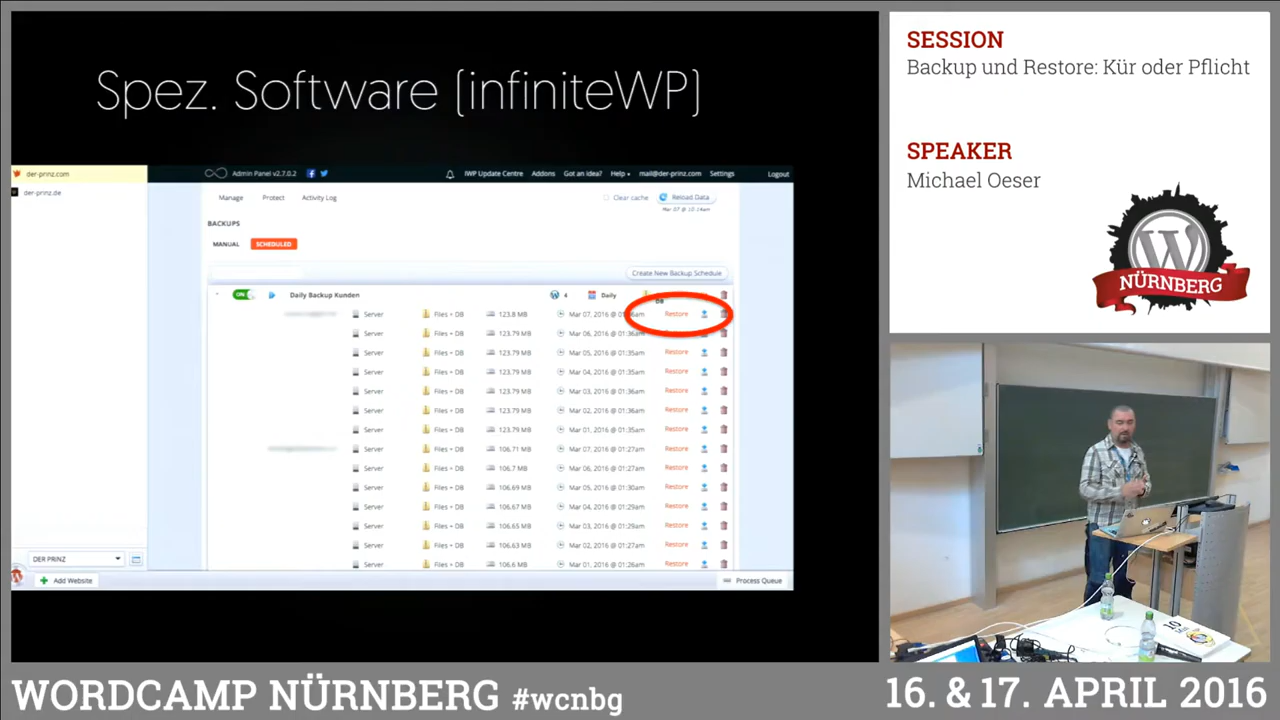 Spez. Software (infiniteWP)
der-prinz.com
der-prinz.de
Admin Panel v2.7.0.2
IWP Update Centre Addons Got an idea? Help mail@der-prinz.com Settings Logout
Manage Protect Activity Log
Clear cache Reload Data
Mar 07 @ 10:14am
BACKUPS
MANUAL SCHEDULED
Create New Backup Schedule
ON Daily Backup Kunden 4 Daily
DB
Server Files + DB 123.8 MB Mar 07, 2016 @ Restore
Server Files + DB 123.79 MB Mar 06, 2016 @ 01:36am
Server Files + DB 123.79 MB Mar 05, 2016 @ 01:35am Restore
Server Files + DB 123.79 MB Mar 04, 2016 @ 01:35am Restore
Server Files + DB 123.79 MB Mar 03, 2016 @ 01:36am Restore
Server Files + DB 123.79 MB Mar 02, 2016 @ 01:36am Restore
Server Files + DB 123.79 MB Mar 01, 2016 @ 01:35am Restore
Server Files + DB 106.71 MB Mar 07, 2016 @ 01:27am Restore
Server Files + DB 106.7 MB Mar 06, 2016 @ 01:27am Restore
Server Files + DB 106.69 MB Mar 05, 2016 @ 01:30am Restore
Server Files + DB 106.67 MB Mar 04, 2016 @ 01:29am Restore
Server Files + DB 106.65 MB Mar 03, 2016 @ 01:29am Restore
Server Files + DB 106.63 MB Mar 02, 2016 @ 01:27am Restore
Server Files + DB 106.6 MB Mar 01, 2016 @ 01:26am Restore
DER PRINZ
Add Website
Process Queue
SESSION
Backup und Restore: Kür oder Pflicht
SPEAKER
Michael Oeser
NÜRNBERG
WORDCAMP NÜRNBERG #wcnbg
16. & 17. APRIL 2016